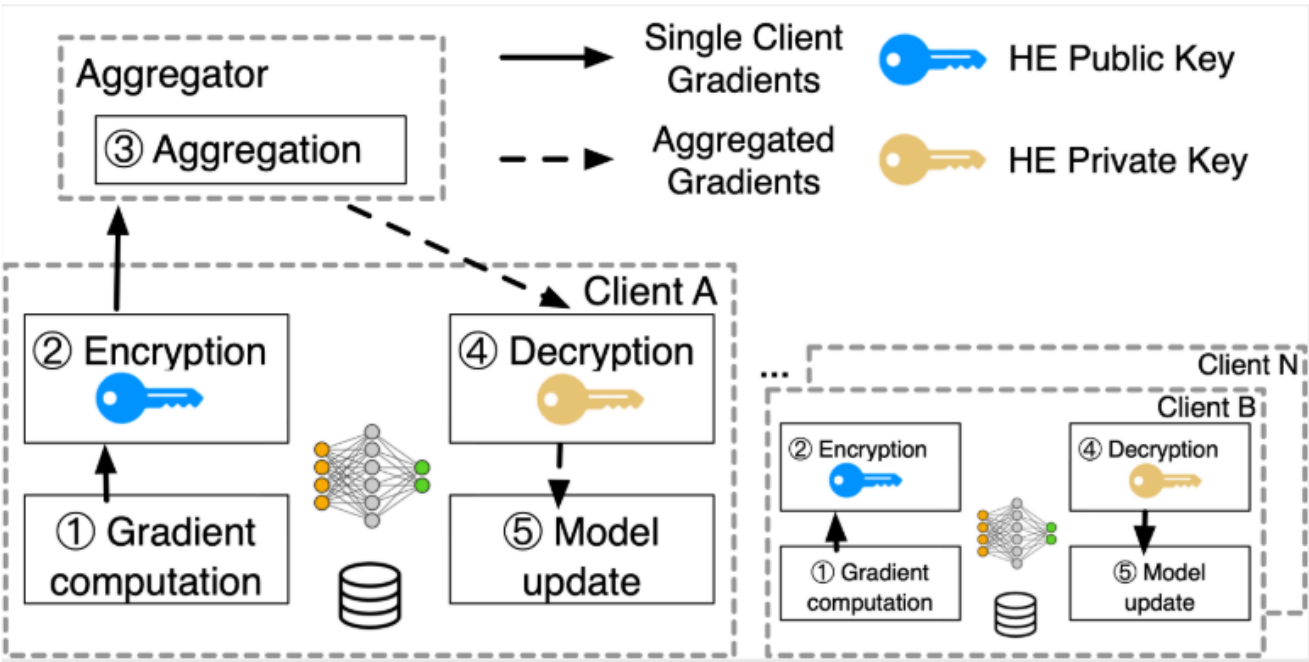 Aggregator
③ Aggregation
Single Client
Gradients
HE Public Key
Aggregated
Gradients
HE Private Key
Client A
② Encryption
④ Decryption
① Gradient
computation
⑤ Model
update
...
Client N
Client B
② Encryption
④ Decryption
① Gradient
computation
⑤ Model
update